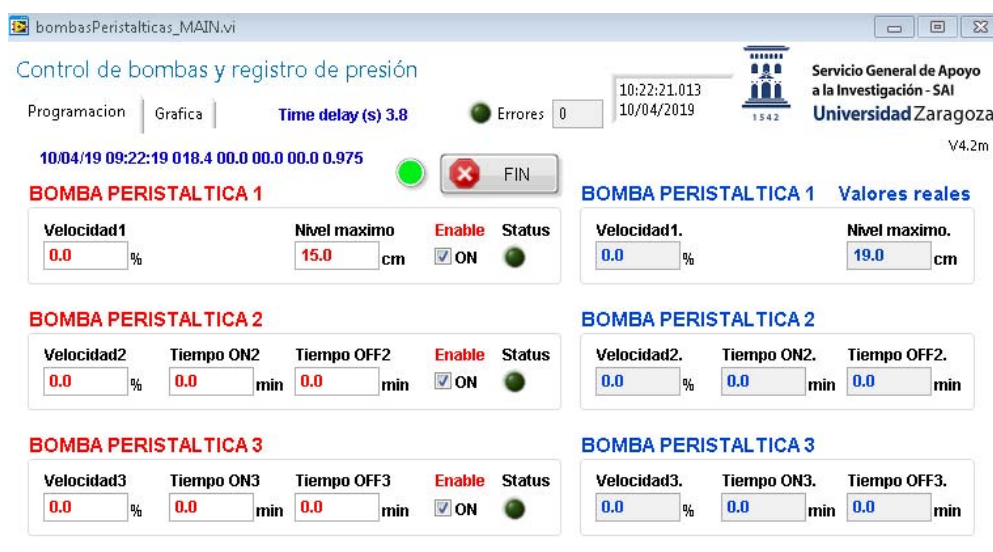 bombasPeristalticas_MAIN.vi
Control de bombas y registro de presión
Programacion Grafica Time delay (s) 3.8 Errores 0
10:22:21.013
10/04/2019
1542
Servicio General de Apoyo
a la Investigación - SAI
Universidad Zaragoza
V4.2m
10/04/19 09:22:19 018.4 00.0 00.0 00.0 0.975
FIN
BOMBA PERISTALTICA 1
Velocidad1 Nivel maximo Enable Status
0.0 % 15.0 cm ON
BOMBA PERISTALTICA 1 Valores reales
Velocidad1. Nivel maximo.
0.0 % 19.0 cm
BOMBA PERISTALTICA 2
Velocidad2 Tiempo ON2 Tiempo OFF2 Enable Status
0.0 % 0.0 min 0.0 min ON
BOMBA PERISTALTICA 2
Velocidad2. Tiempo ON2. Tiempo OFF2.
0.0 % 0.0 min 0.0 min
BOMBA PERISTALTICA 3
Velocidad3 Tiempo ON3 Tiempo OFF3 Enable Status
0.0 % 0.0 min 0.0 min ON
BOMBA PERISTALTICA 3
Velocidad3. Tiempo ON3. Tiempo OFF3.
0.0 % 0.0 min 0.0 min